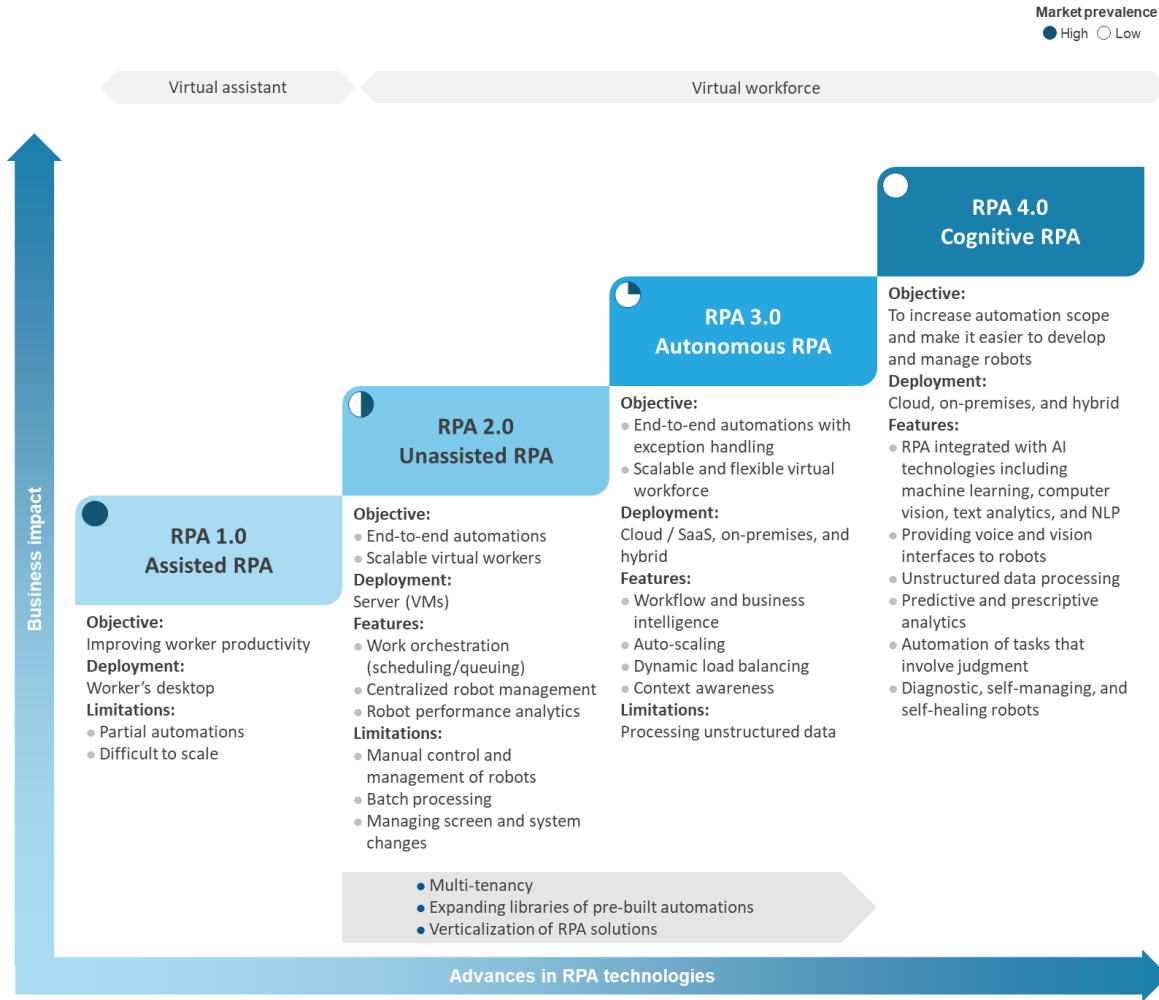 Market prevalence
High Low
Virtual assistant
Virtual workforce
Business impact
RPA 1.0
Assisted RPA
Objective:
Improving worker productivity
Deployment:
Worker's desktop
Limitations:
● Partial automations
● Difficult to scale
RPA 2.0
Unassisted RPA
Objective:
● End-to-end automations
● Scalable virtual workers
Deployment:
Server (VMs)
Features:
● Work orchestration
(scheduling/queuing)
● Centralized robot management
● Robot performance analytics
Limitations:
● Manual control and
management of robots
● Batch processing
● Managing screen and system
changes
RPA 3.0
Autonomous RPA
Objective:
● End-to-end automations with
exception handling
● Scalable and flexible virtual
workforce
Deployment:
Cloud / SaaS, on-premises, and
hybrid
Features:
● Workflow and business
intelligence
● Auto-scaling
● Dynamic load balancing
● Context awareness
Limitations:
Processing unstructured data
RPA 4.0
Cognitive RPA
Objective:
To increase automation scope
and make it easier to develop
and manage robots
Deployment:
Cloud, on-premises, and hybrid
Features:
● RPA integrated with AI
technologies including
machine learning, computer
vision, text analytics, and NLP
● Providing voice and vision
interfaces to robots
● Unstructured data processing
● Predictive and prescriptive
analytics
● Automation of tasks that
involve judgment
● Diagnostic, self-managing, and
self-healing robots
● Multi-tenancy
● Expanding libraries of pre-built automations
● Verticalization of RPA solutions
Advances in RPA technologies